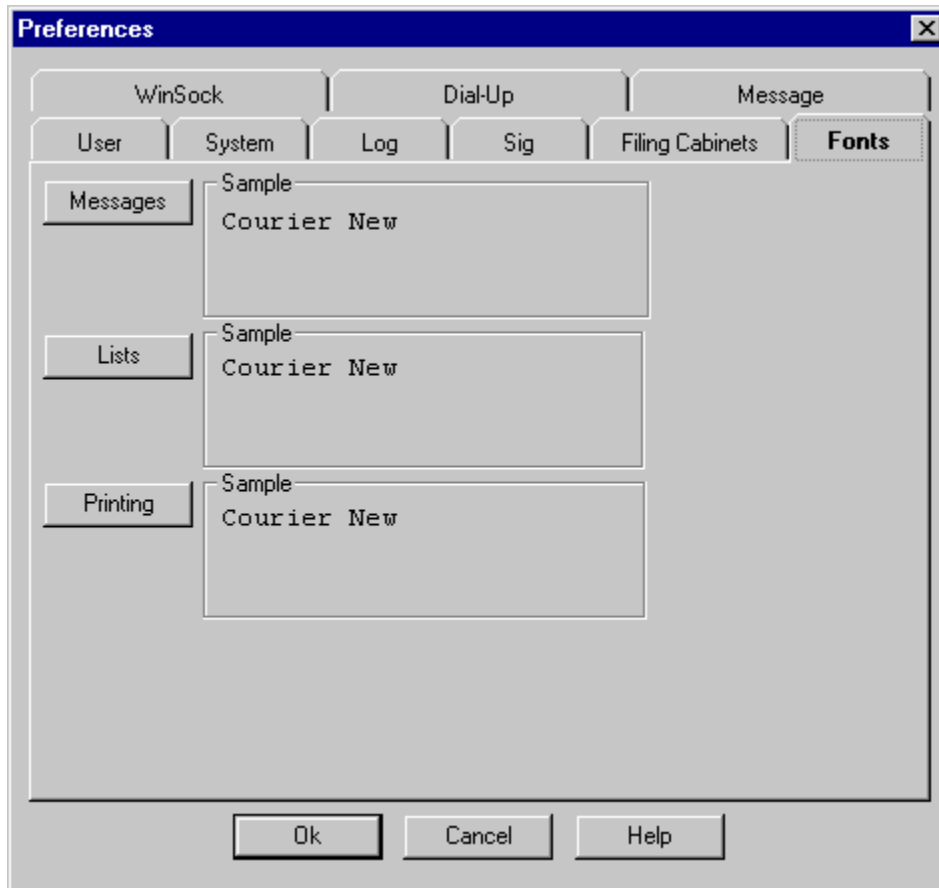 Preferences
WinSock Dial-Up Message
User System Log Sig Filing Cabinets Fonts
Messages
Sample
Courier New
Lists
Sample
Courier New
Printing
Sample
Courier New
Ok Cancel Help